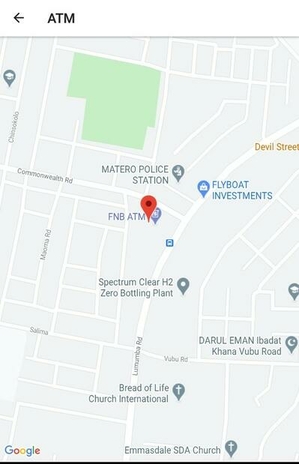 ATM
Chinsokolo
Devil Street
MATERO POLICE
STATION
Commonwealth Rd
FLYBOAT
INVESTMENTS
FNB ATM
Masima Rd
Spectrum Clear H2
Zero Bottling Plant
Salima
Lumumba Rd
DARUL EMAN Ibadat
Khana Vubu Road
Vubu Rd
Bread of Life
Church International
Emmasdale SDA Church
Google